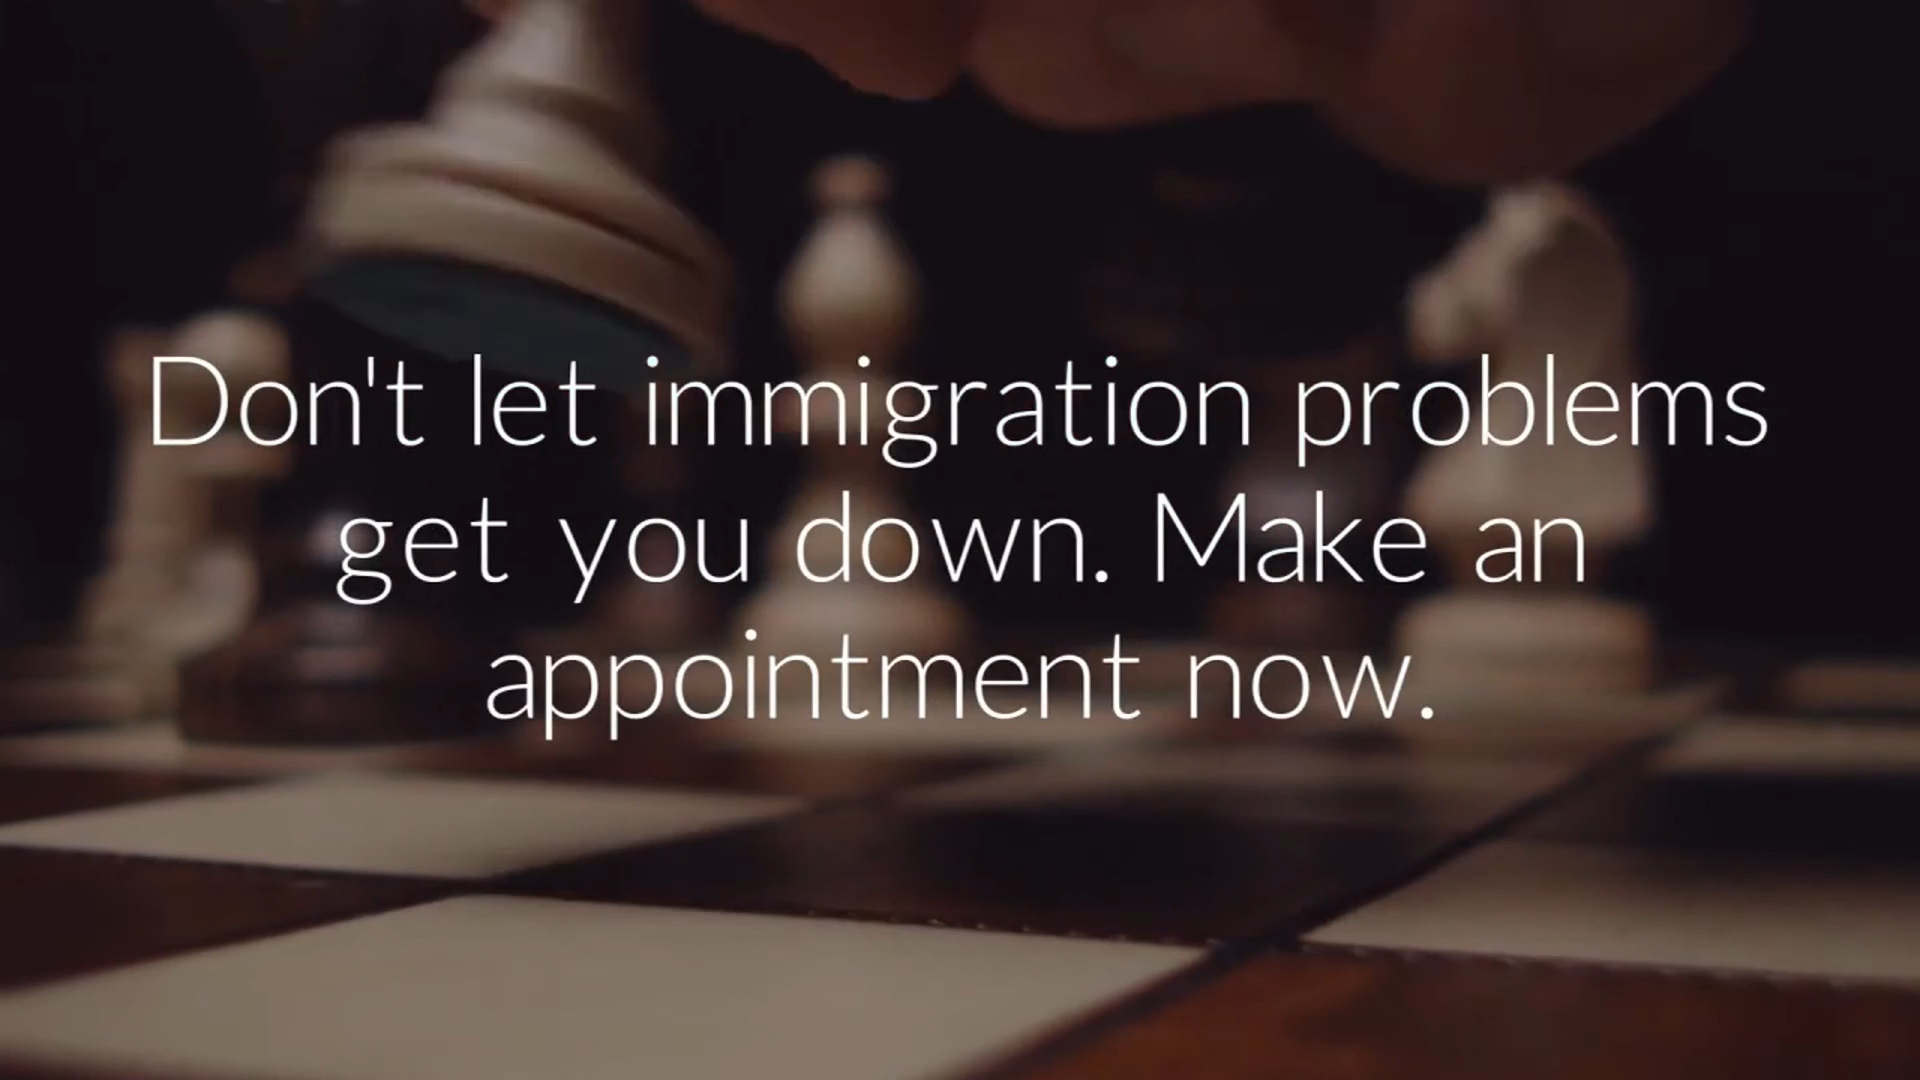 Don't let immigration problems
get you down. Make an
appointment now.